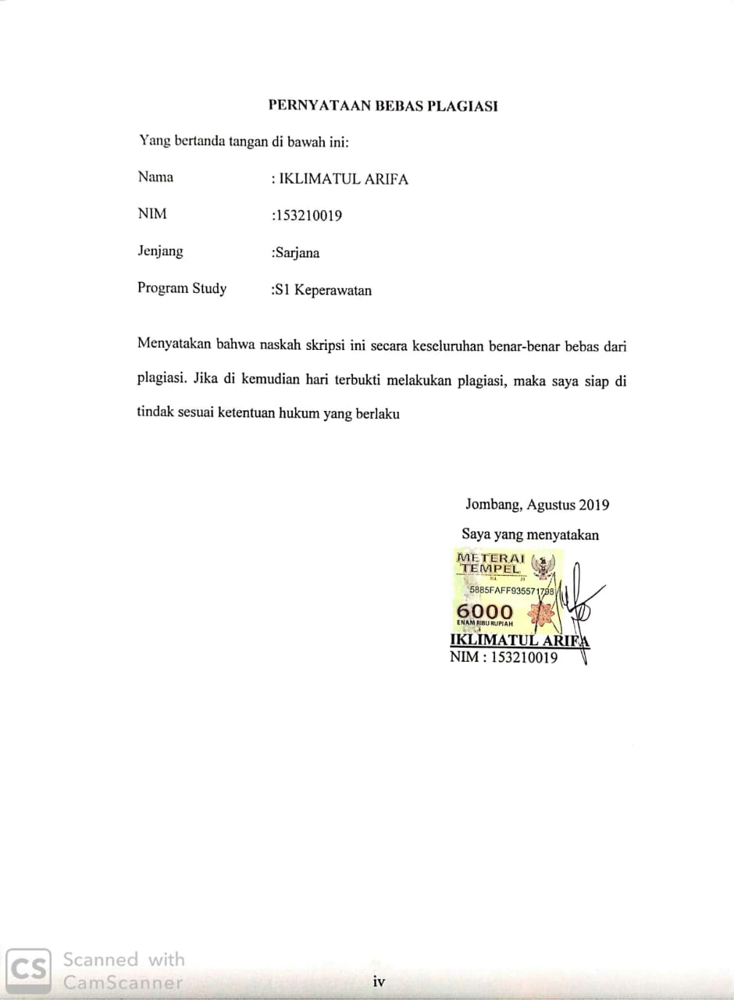 PERNYATAAN BEBAS PLAGIASI
Yang bertanda tangan di bawah ini:
Nama : IKLIMATUL ARIFA
NIM :153210019
Jenjang :Sarjana
Program Study :S1 Keperawatan
Menyatakan bahwa naskah skripsi ini secara keseluruhan benar-benar bebas dari
plagiasi. Jika di kemudian hari terbukti melakukan plagiasi, maka saya siap di
tindak sesuai ketentuan hukum yang berlaku
Jombang, Agustus 2019
Saya yang menyatakan
METERAI
TEMPEL
5885FAFF935571798
6000
ENAM RIBU RUPIAH
IKLIMATUL ARIFA
NIM : 153210019
CS Scanned with
CamScanner
iv